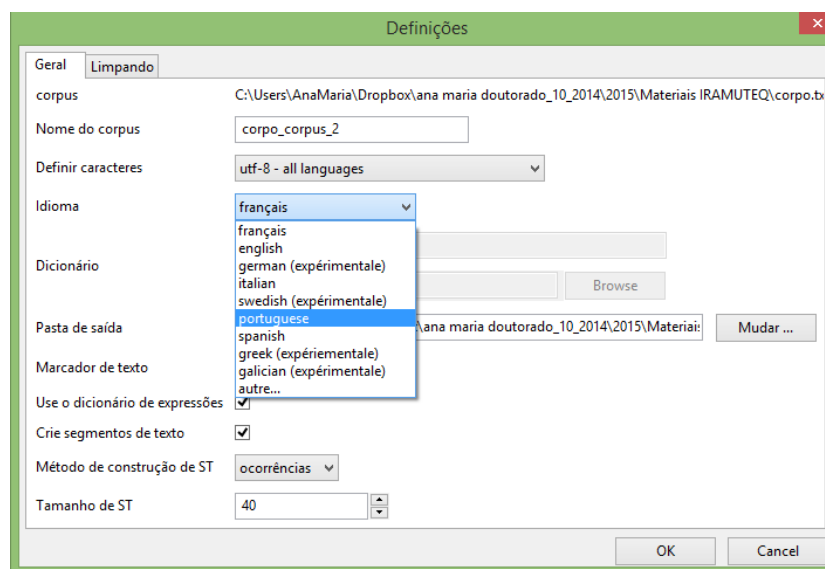 Definições
Geral Limpando
corpus C:\Users\AnaMaria\Dropbox\ana maria doutorado_10_2014\2015\Materiais IRAMUTEQ\corpo.tx
Nome do corpus corpo_corpus_2
Definir caracteres utf-8 - all languages
Idioma français
français
english
german (expérimentale)
Dicionário
italian
Browse
swedish (expérimentale)
portuguese
Pasta de saída \ana maria doutorado_10_2014\2015\Materiais Mudar ...
spanish
greek (expériementale)
Marcador de texto
galician (expérimentale)
autre...
Use o dicionário de expressões
Crie segmentos de texto
Método de construção de ST ocorrências
Tamanho de ST 40
OK Cancel